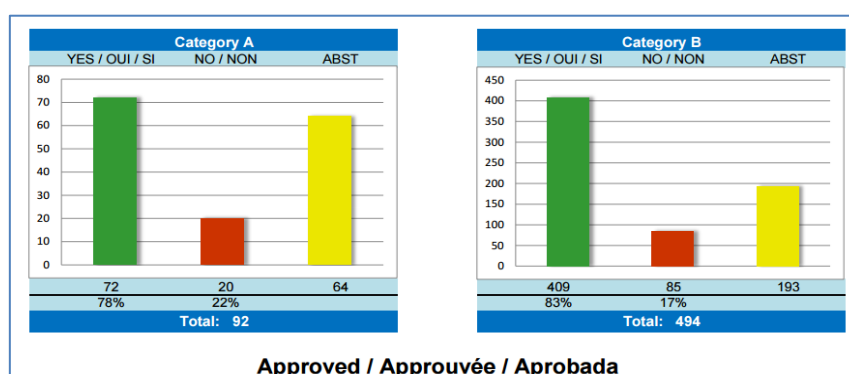 Category A
YES / OUI / SI NO / NON ABST
80
70
60
50
40
30
20
10
0
72 20 64
78% 22%
Total: 92
Category B
YES / OUI / SI NO / NON ABST
450
400
350
300
250
200
150
100
50
0
409 85 193
83% 17%
Total: 494
Approved / Approuvée / Aprobada